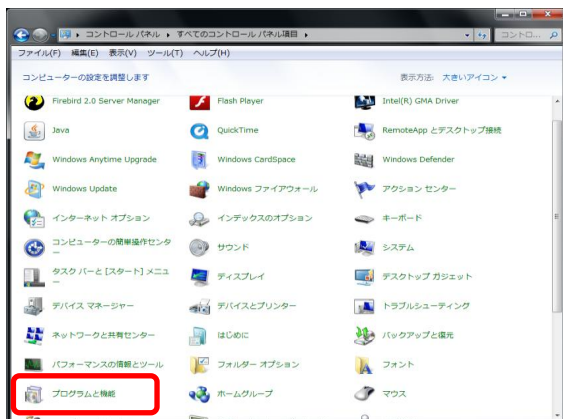 コントロール パネル ▸ すべてのコントロール パネル項目 ▸
コントロ...
ファイル(F) 編集(E) 表示(V) ツール(T) ヘルプ(H)
コンピューターの設定を調整します 表示方法: 大きいアイコン ▼
Firebird 2.0 Server Manager Flash Player Intel(R) GMA Driver
Java QuickTime RemoteApp とデスクトップ接続
Windows Anytime Upgrade Windows CardSpace Windows Defender
Windows Update Windows ファイアウォール アクション センター
インターネット オプション インデックスのオプション キーボード
コンピューターの簡単操作センタ
ー サウンド システム
タスク バーと [スタート] メニュ
ー ディスプレイ デスクトップ ガジェット
デバイス マネージャー デバイスとプリンター トラブルシューティング
ネットワークと共有センター はじめに バックアップと復元
パフォーマンスの情報とツール フォルダー オプション フォント
プログラムと機能 ホームグループ マウス